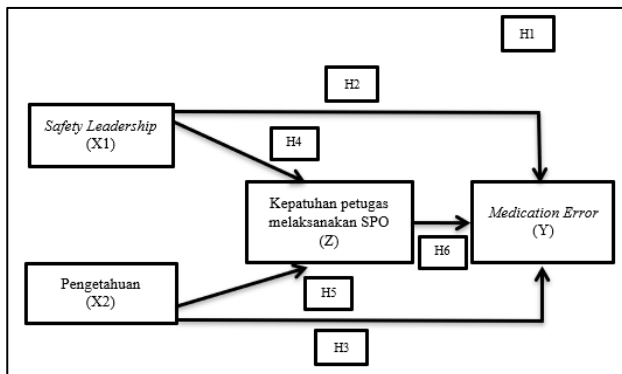 H1
H2
Safety Leadership
(X1)
H4
Kepatuhan petugas
melaksanakan SPO
(Z)
Medication Error
(Y)
H6
Pengetahuan
(X2)
H5
H3